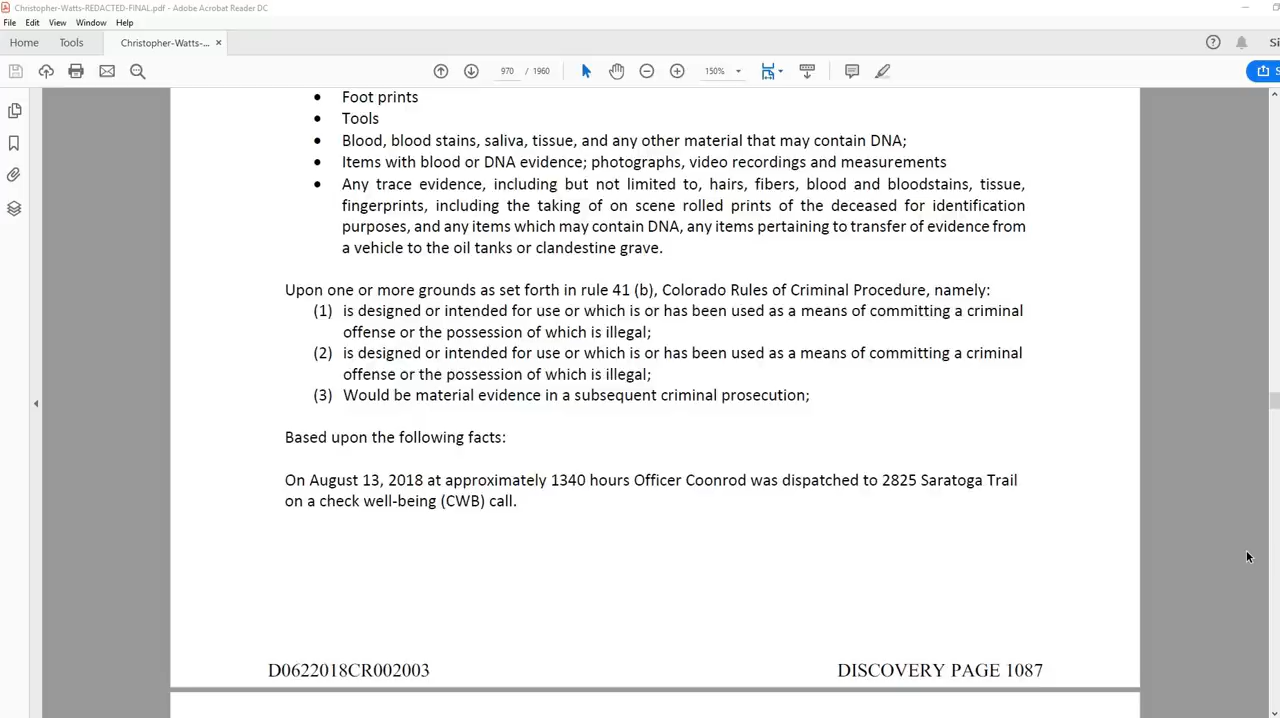 Christopher-Watts-REDACTED-FINAL.pdf - Adobe Acrobat Reader DC
File Edit View Window Help
Home Tools Christopher-Watts-... ×
970 / 1960 150%
• Foot prints
• Tools
• Blood, blood stains, saliva, tissue, and any other material that may contain DNA;
• Items with blood or DNA evidence; photographs, video recordings and measurements
• Any trace evidence, including but not limited to, hairs, fibers, blood and bloodstains, tissue,
fingerprints, including the taking of on scene rolled prints of the deceased for identification
purposes, and any items which may contain DNA, any items pertaining to transfer of evidence from
a vehicle to the oil tanks or clandestine grave.
Upon one or more grounds as set forth in rule 41 (b), Colorado Rules of Criminal Procedure, namely:
(1) is designed or intended for use or which is or has been used as a means of committing a criminal
offense or the possession of which is illegal;
(2) is designed or intended for use or which is or has been used as a means of committing a criminal
offense or the possession of which is illegal;
(3) Would be material evidence in a subsequent criminal prosecution;
Based upon the following facts:
On August 13, 2018 at approximately 1340 hours Officer Coonrod was dispatched to 2825 Saratoga Trail
on a check well-being (CWB) call.
D0622018CR002003 DISCOVERY PAGE 1087